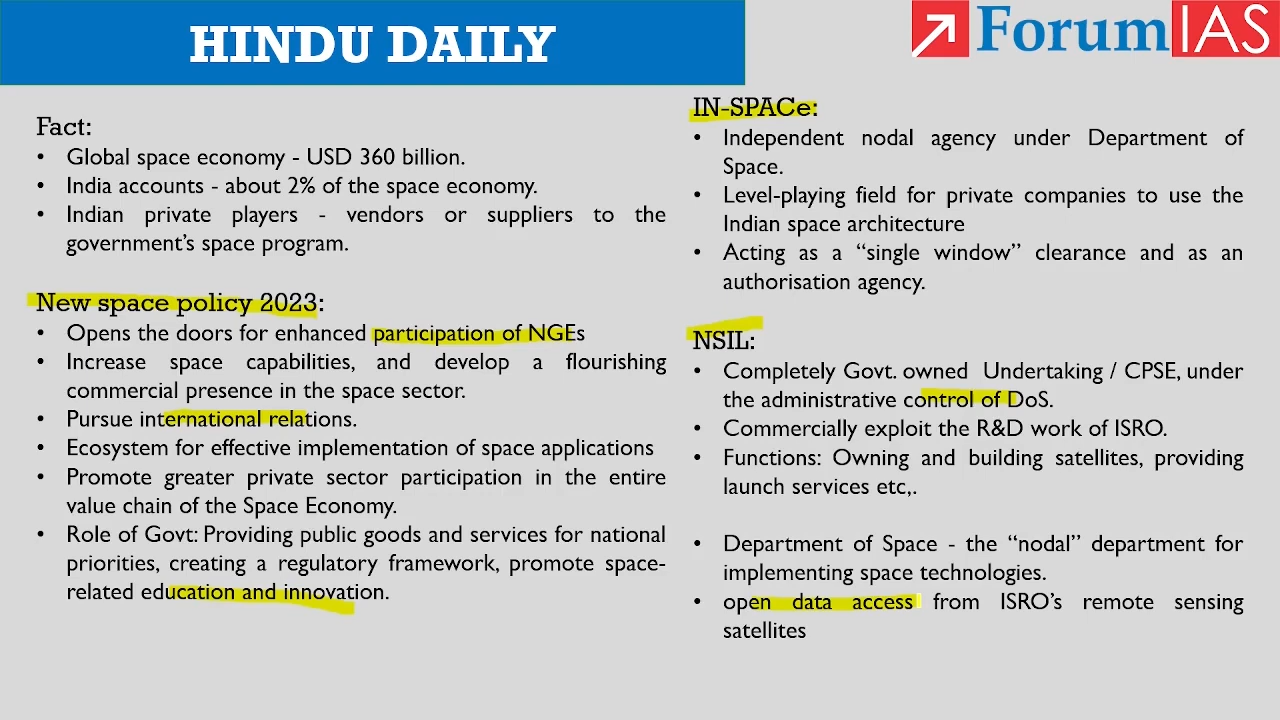 HINDU DAILY
ForumIAS
Fact:
• Global space economy - USD 360 billion.
• India accounts - about 2% of the space economy.
• Indian private players - vendors or suppliers to the
government's space program.
New space policy 2023:
• Opens the doors for enhanced participation of NGEs
• Increase space capabilities, and develop a flourishing
commercial presence in the space sector.
• Pursue international relations.
• Ecosystem for effective implementation of space applications
• Promote greater private sector participation in the entire
value chain of the Space Economy.
• Role of Govt: Providing public goods and services for national
priorities, creating a regulatory framework, promote space-
related education and innovation.
IN-SPACe:
• Independent nodal agency under Department of
Space.
• Level-playing field for private companies to use the
Indian space architecture
• Acting as a “single window” clearance and as an
authorisation agency.
NSIL:
• Completely Govt. owned Undertaking / CPSE, under
the administrative control of DoS.
• Commercially exploit the R&D work of ISRO.
• Functions: Owning and building satellites, providing
launch services etc,.
• Department of Space - the “nodal” department for
implementing space technologies.
• open data access from ISRO's remote sensing
satellites